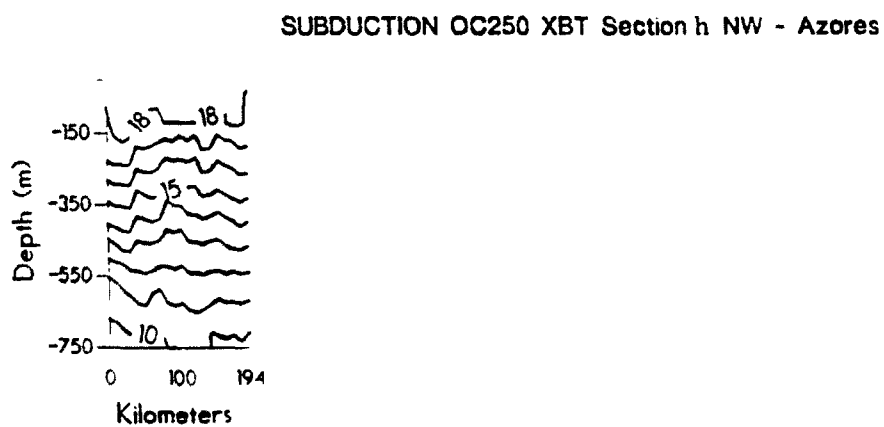 SUBDUCTION OC250 XBT Section h NW - Azores
18 18
-150
15
-350
-550
10
-750
Depth (m)
0 100 194
Kilometers